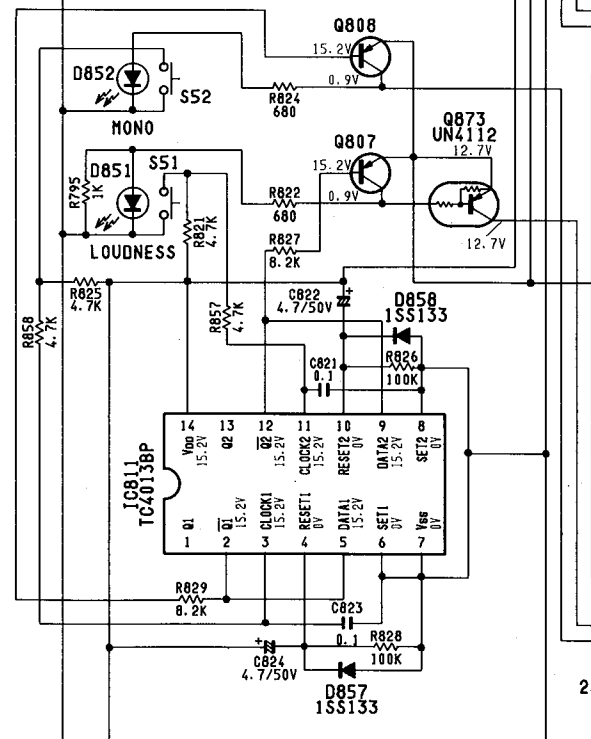 Q808
15.2V
0.9V
D852
S52
R824
680
MONO
Q873
UN4112
12.7V
Q807
15.2V
0.9V
D851
S51
R795
1K
R822
680
R821
4.7K
12.7V
LOUDNESS
R827
8.2K
R825
4.7K
C822
4.7/50V
D858
1SS133
R858
4.7K
R857
4.7K
C821
0.1
R826
100K
14 13 12 11 10 9 8
VDD
15.2V
Q2
Q2
15.2V
CLOCK2
15.2V
RESET2
0V
DATA2
15.2V
SET2
0V
IC811
TC4013BP
Q1
Q1
15.2V
CLOCK1
15.2V
RESET1
0V
DATA1
15.2V
SET1
0V
VSS
0V
1 2 3 4 5 6 7
R829
8.2K
C823
0.1
R828
100K
+
C824
4.7/50V
D857
1SS133
2